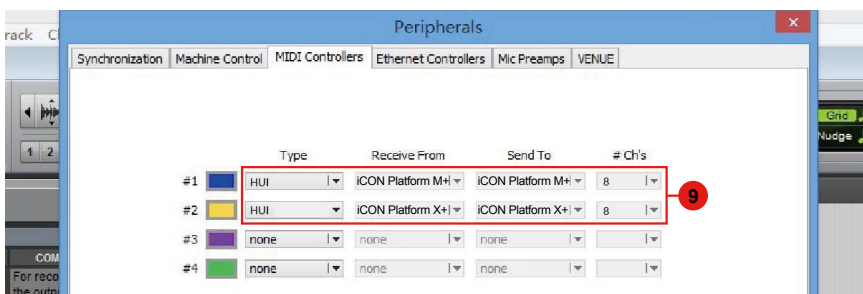 Peripherals
rack
Synchronization Machine Control MIDI Controllers Ethernet Controllers Mic Preamps VENUE
Grid
1 2
Nudge
Type Receive From Send To # Ch's
#1 HUI iCON Platform M+ iCON Platform M+ 8
9
#2 HUI iCON Platform X+ iCON Platform X+ 8
#3 none none none
COM
#4 none none none
For reco
the outpu